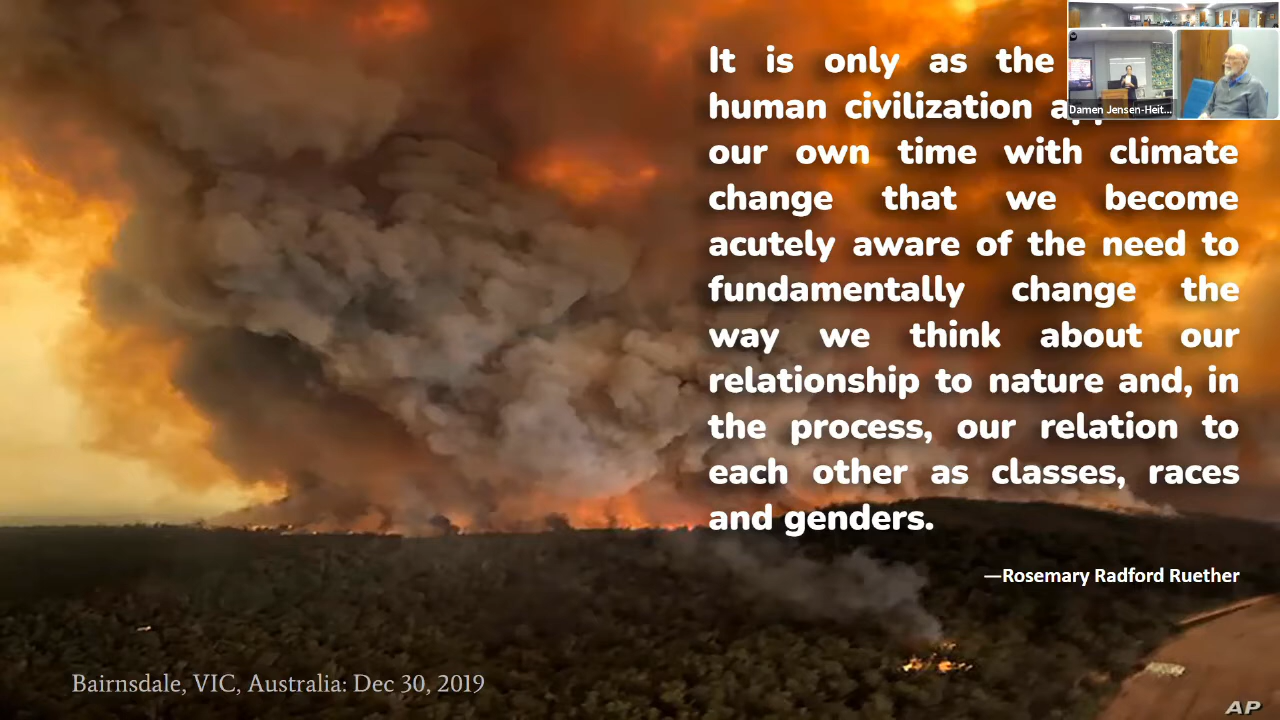 It is only as the
human civilization
our own time with climate
change that we become
acutely aware of the need to
fundamentally change the
way we think about our
relationship to nature and, in
the process, our relation to
each other as classes, races
and genders.
—Rosemary Radford Ruether
Bairnsdale, VIC, Australia: Dec 30, 2019
AP
Damen Jensen-Heit...